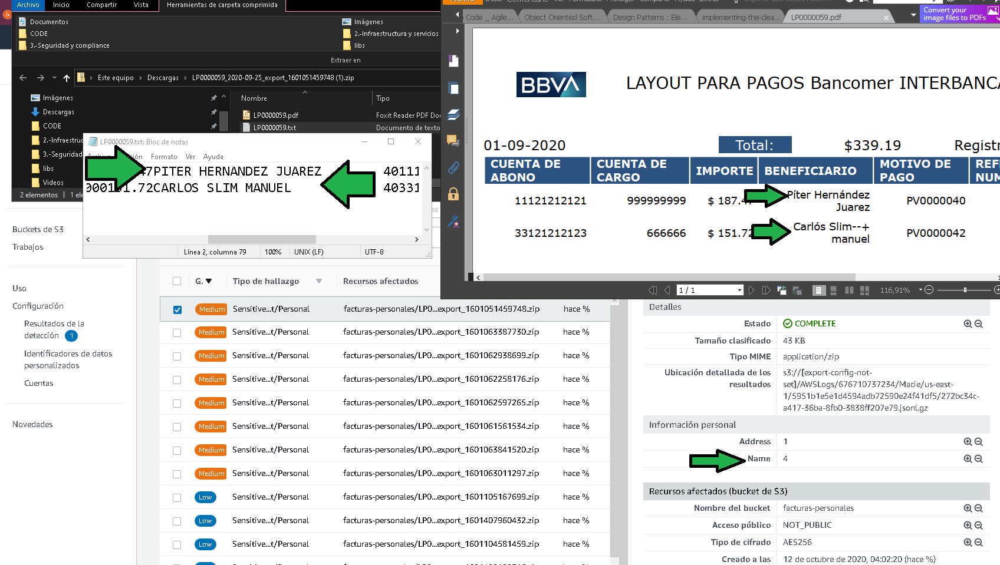 Archivo Inicio Compartir Vista Herramientas de carpeta comprimida
Documentos
CODE
3.-Seguridad y compliance
Imágenes
2.-Infraestructura y servicios
libs
Extraer en
Este equipo > Descargas > LP0000059_2020-09-25_export_1601051459748 (1).zip
Imágenes
Descargas
CODE
2.-Infraestruc
3.-Seguridad
libs
Videos
2 elementos
Nombre Tipo
LP0000059.pdf Foxit Reader PDF Doc
LP0000059.txt Documento de texto
LP0000059.txt: Bloc de notas
Formato Ver Ayuda
47PITER HERNANDEZ JUAREZ 40111
.72CARLOS SLIM MANUEL 40331
Línea 2, columna 79 100% UNIX (LF) UTF-8
Code _ Agile... Object Oriented Soft... Design Patterns : Ele... implementing-the-clea... LP0000059.pdf
Convert your
image files to PDFs
BBVA
LAYOUT PARA PAGOS Bancomer INTERBANCA
01-09-2020 Total: $339.19 Registr
CUENTA DE ABONO CUENTA DE CARGO IMPORTE BENEFICIARIO MOTIVO DE PAGO REF NUM
11121212121 999999999 $ 187.47 Píter Hernández Juarez PV0000040
33121212123 666666 $ 151.72 Carlós Slim--+ manuel PV0000042
1 / 1 116,91%
Buckets de S3
Trabajos
Uso
Configuración
Resultados de la
detección 1
Identificadores de datos
personalizados
Cuentas
Novedades
G. Tipo de hallazgo Recursos afectados
Medium Sensitive...t/Personal facturas-personales/LP0...export_1601051459748.zip hace %
Medium Sensitive...t/Personal facturas-personales/LP0...export_1601063387730.zip hace %
Medium Sensitive...t/Personal facturas-personales/LP0...export_1601062938699.zip hace %
Medium Sensitive...t/Personal facturas-personales/LP0...export_1601062258176.zip hace %
Medium Sensitive...t/Personal facturas-personales/LP0...export_1601062597265.zip hace %
Medium Sensitive...t/Personal facturas-personales/LP0...export_1601061561534.zip hace %
Medium Sensitive...t/Personal facturas-personales/LP0...export_1601063841520.zip hace %
Medium Sensitive...t/Personal facturas-personales/LP0...export_1601063011297.zip hace %
Low Sensitive...t/Personal facturas-personales/LP0...export_1601105167699.zip hace %
Low Sensitive...t/Personal facturas-personales/LP0...export_1601407960432.zip hace %
Low Sensitive...t/Personal facturas-personales/LP0...export_1601104581459.zip hace %
Detalles
Estado COMPLETE
Tamaño clasificado 43 KB
Tipo MIME application/zip
Ubicación detallada de los resultados
s3://[export-config-not-
set]/AWSLogs/676710737234/Macie/us-east-
1/5951b1e5e1d4594adb72590e24f41df5/272bc34c-
a417-36ba-8fb0-3838ff207e79.jsonl.gz
Información personal
Address 1
Name 4
Recursos afectados (bucket de S3)
Nombre del bucket facturas-personales
Acceso público NOT_PUBLIC
Tipo de cifrado AES256
Creado a las 12 de octubre de 2020, 04:02:20 (hace %)